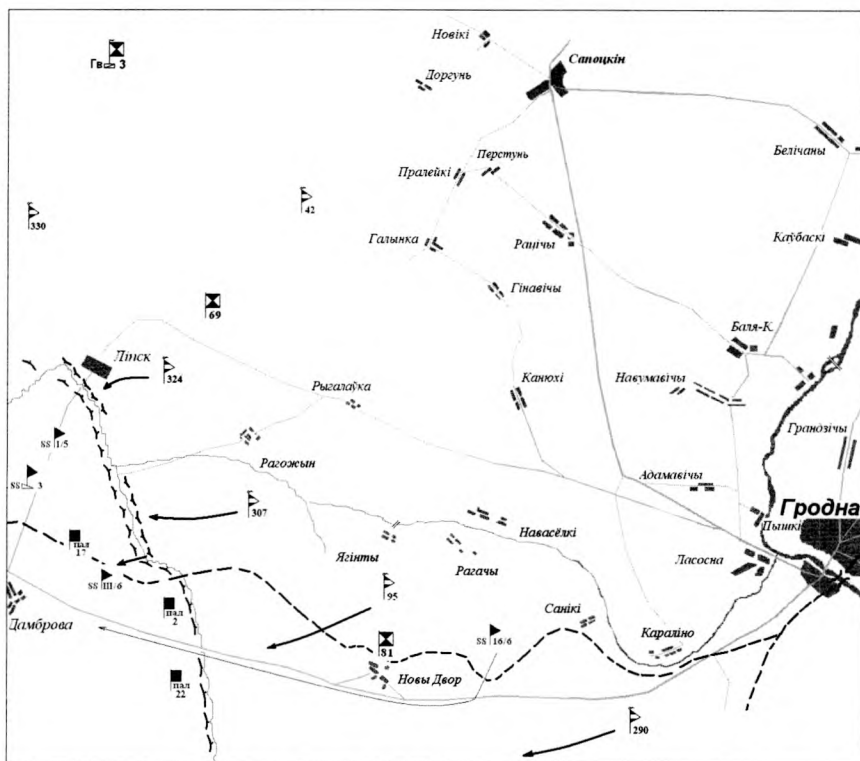 Новікі
Гв 3
Сапоцкін
Доргунь
Белічаны
Перстунь
Пралейкі
42
330
Рацічы
Каўбаскі
Галынка
Гінавічы
69
Баля-К.
Лінск
324
Рыгалаўка
Канюхі
Навумавічы
Грандзічы
SS 1/5
Рагожын
Адамавічы
SS 3
307
Гродна
Навасёлкі
Пышкі
пал
17
Ягінты
Рагачы
Ласосна
SS III/6
95
Дамброва
пал
2
Санікі
81
SS 16/6
Караліно
пал
22
Новы Двор
290